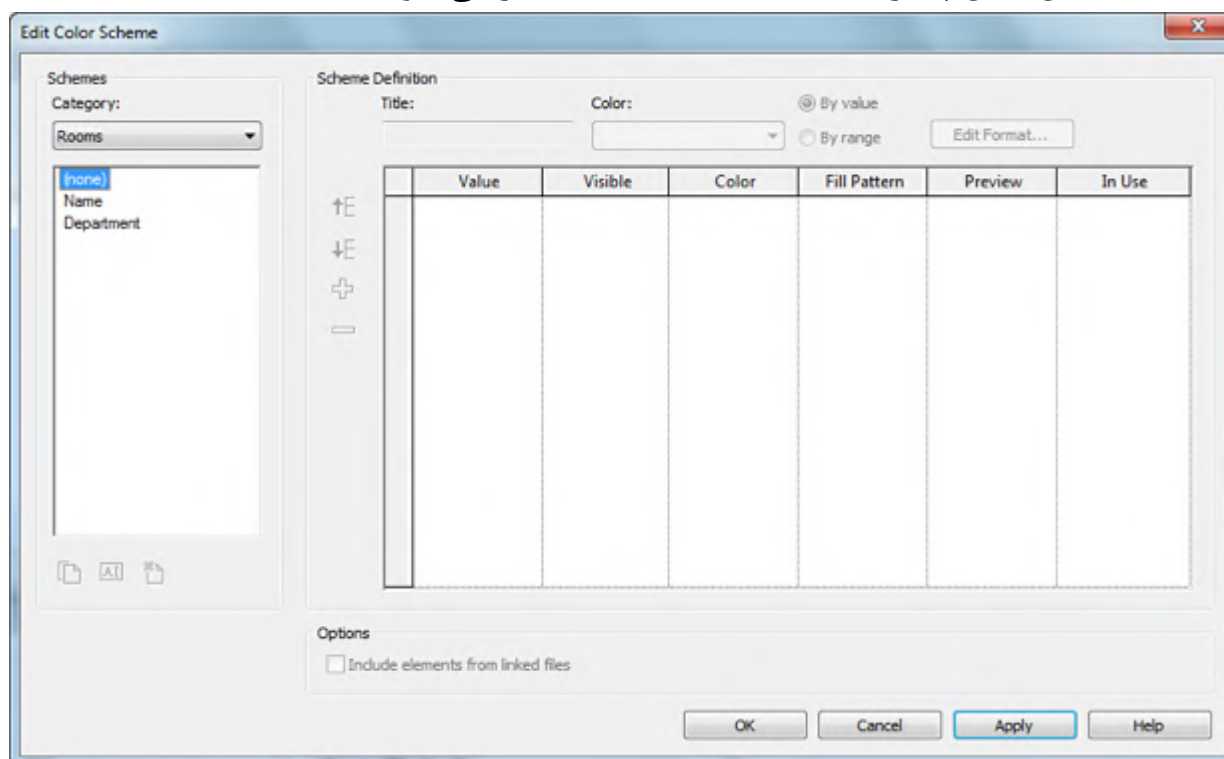 Edit Color Scheme
Schemes
Category:
Rooms
(none)
Name
Department
Scheme Definition
Title:
Color:
By value
By range
Edit Format...
Value Visible Color Fill Pattern Preview In Use
E
E
AI
Options
Include elements from linked files
OK Cancel Apply Help